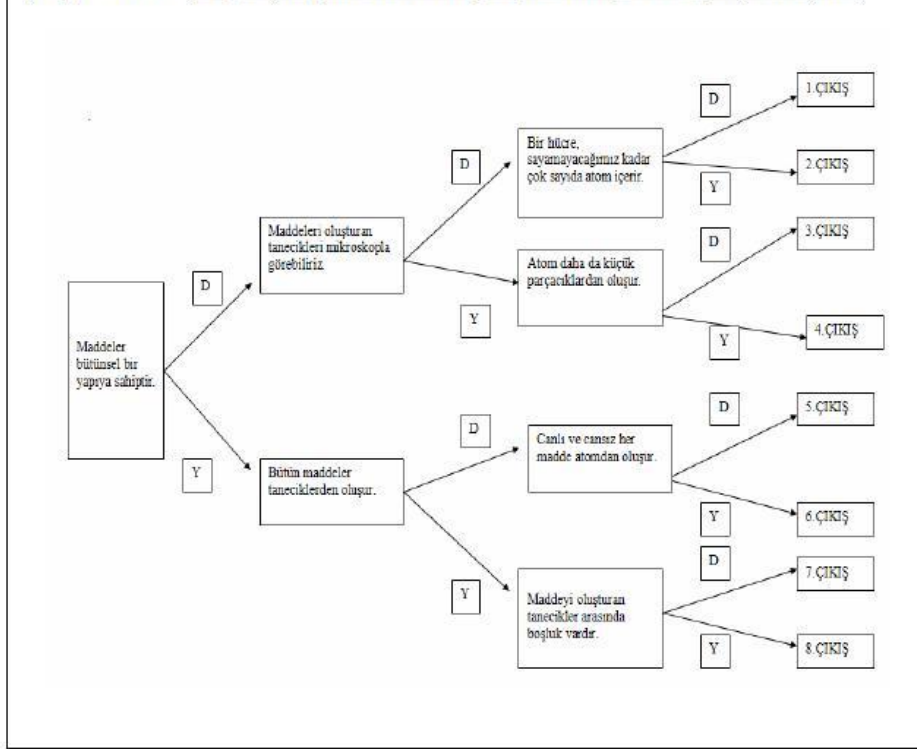 Maddeler
bütünsel bir
yapıya sahiptir.
D
Y
Maddeleri oluşturan
tanecikleri mikroskopla
görebiliriz
Bütün maddeler
taneciklerden oluşur.
D
Y
D
Y
Bir hücre,
sayamayacağımız kadar
çok sayıda atom içerir.
Atom daha da küçük
parçacıklardan oluşur.
Canlı ve cansız her
madde atomdan oluşur.
Maddeyi oluşturan
tanecikler arasında
boşluk vardır.
D
1.ÇIKIŞ
Y
2.ÇIKIŞ
D
3.ÇIKIŞ
Y
4.ÇIKIŞ
D
5.ÇIKIŞ
Y
6.ÇIKIŞ
D
7.ÇIKIŞ
Y
8.ÇIKIŞ